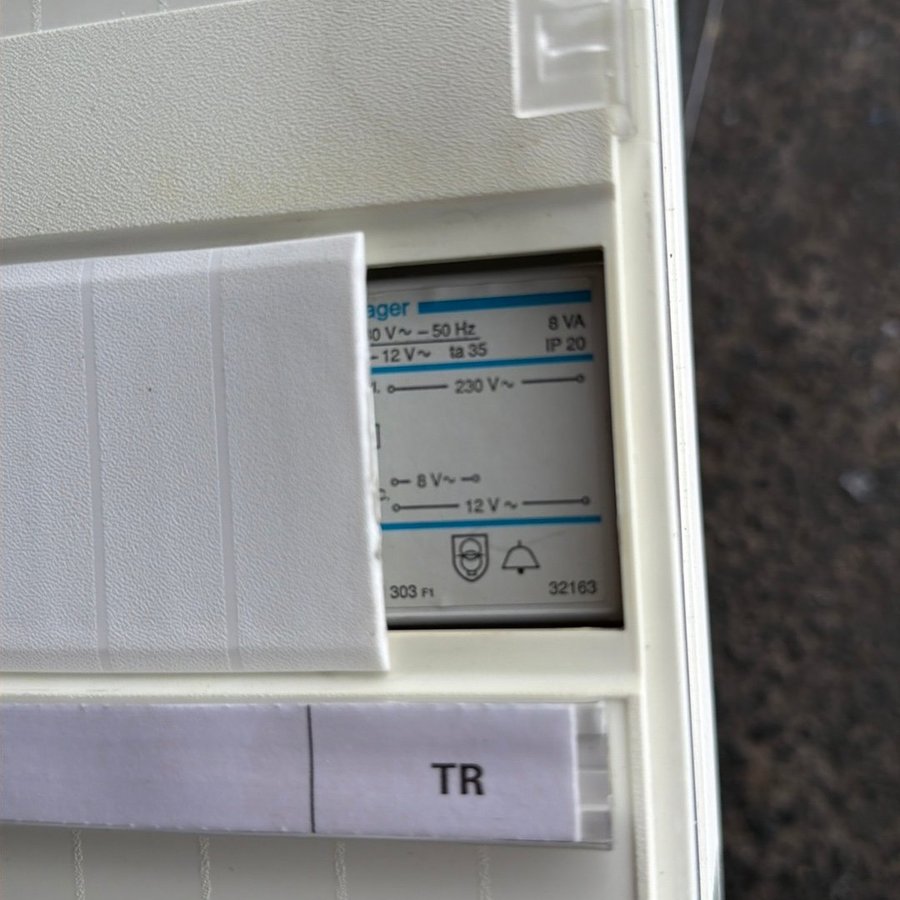 ager
30 V ~ – 50 Hz 8 VA
–12 V ~ ta 35 IP 20
230 V ~
8 V ~
c.
12 V ~
303 F1 32163
TR